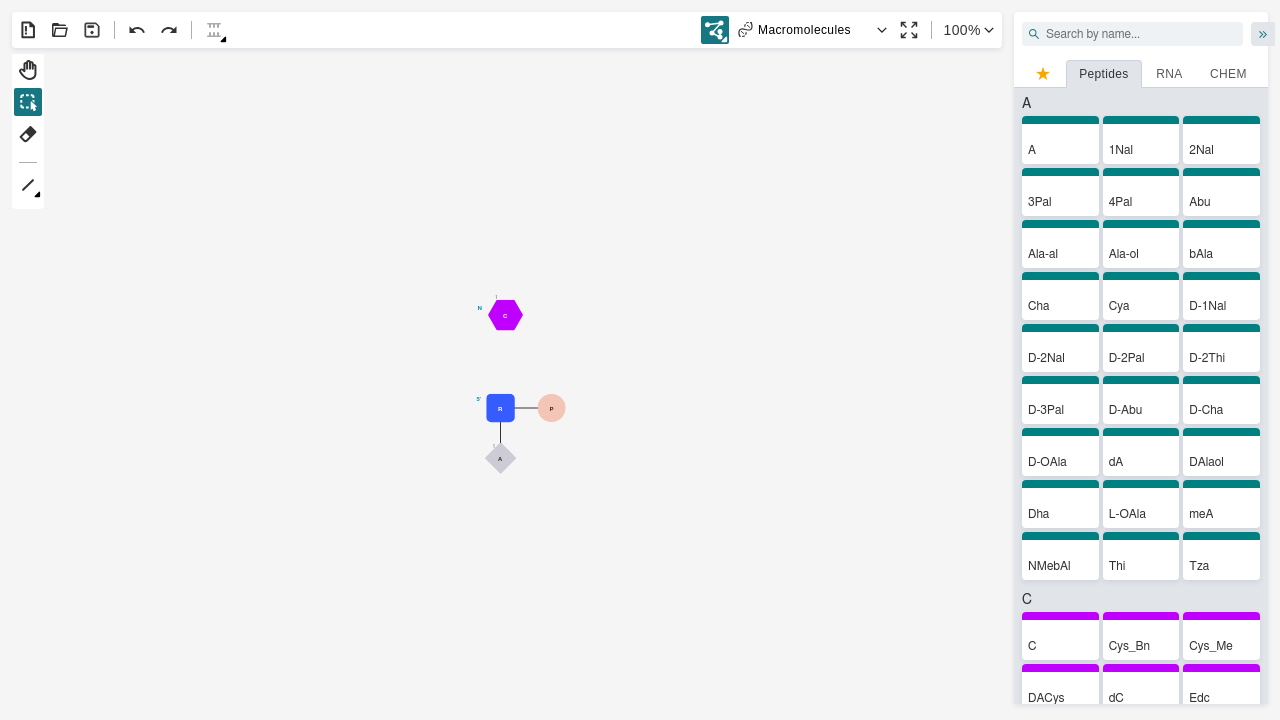 Macromolecules
100%
Search by name...
Peptides
RNA
CHEM
A
A
1Nal
2Nal
3Pal
4Pal
Abu
Ala-al
Ala-ol
bAla
Cha
Cya
D-1Nal
D-2Nal
D-2Pal
D-2Thi
D-3Pal
D-Abu
D-Cha
D-OAla
dA
DAlaol
Dha
L-OAla
meA
NMebAl
Thi
Tza
C
C
Cys_Bn
Cys_Me
DACys
dC
Edc
1
N
C
5'
R
P
1
A